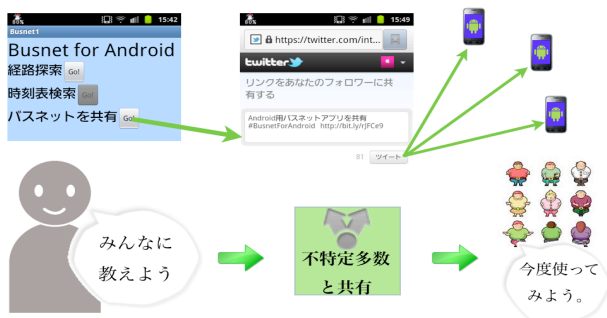 60% 15:42
Busnet1
Busnet for Android
経路探索 Go!
時刻表検索 Go!
バスネットを共有 Go!
60% 15:49
https://twitter.com/int...
twitter
リンクをあなたのフォロワーに共
有する
Android用バスネットアプリを共有
#BusnetForAndroid http://bit.ly/rJFCe9
81 ツイート
みんなに
教えよう
不特定多数
と共有
今度使って
みよう。